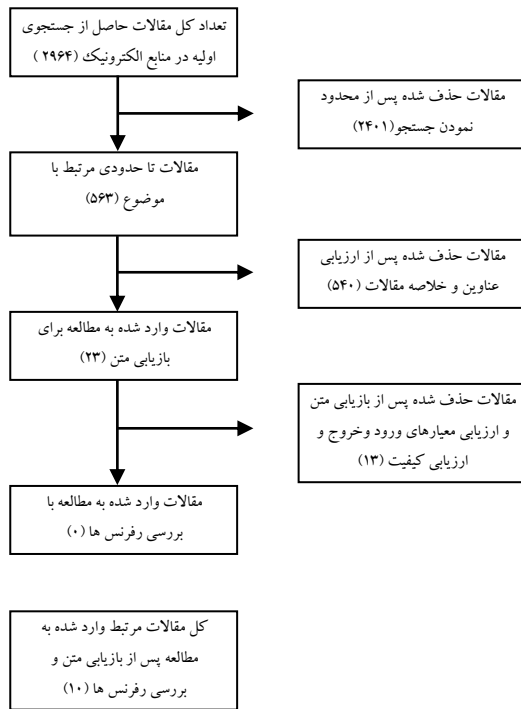 تعداد کل مقالات حاصل از جستجوی
اولیه در منابع الکترونیک (۲۹۶۴ )
مقالات حذف شده پس از محدود
نمودن جستجو(۲۴۰۱)
مقالات تا حدودی مرتبط با
موضوع (۵۶۳)
مقالات حذف شده پس از ارزیابی
عناوین و خلاصه مقالات (۵۴۰)
مقالات وارد شده به مطالعه برای
بازیابی متن (۲۳)
مقالات حذف شده پس از بازیابی متن
و ارزیابی معیارهای ورود وخروج و
ارزیابی کیفیت (۱۳)
مقالات وارد شده به مطالعه با
بررسی رفرنس ها (۰)
کل مقالات مرتبط وارد شده به
مطالعه پس از بازیابی متن و
بررسی رفرنس ها (۱۰)